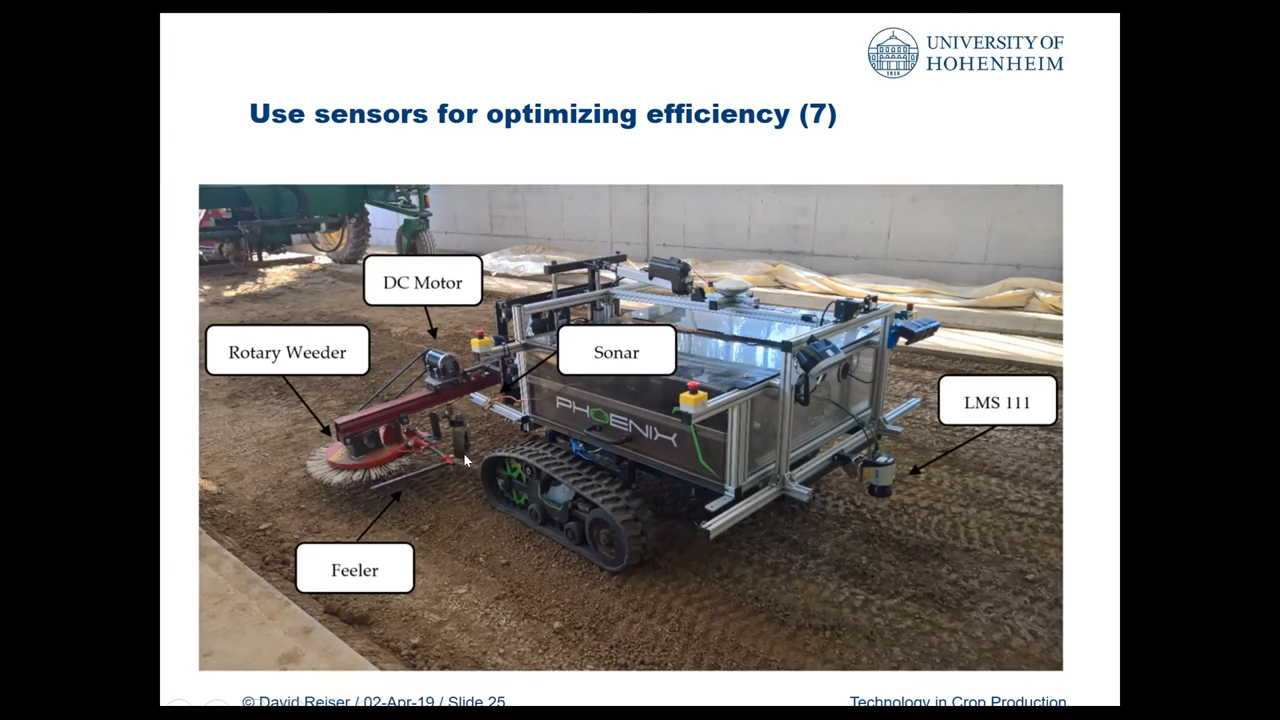 UNIVERSITY OF
HOHENHEIM
1818
Use sensors for optimizing efficiency (7)
DC Motor
Rotary Weeder
Sonar
LMS 111
PHOENIX
Feeler
© David Reiser / 02-Apr-19 / Slide 25
Technology in Crop Production